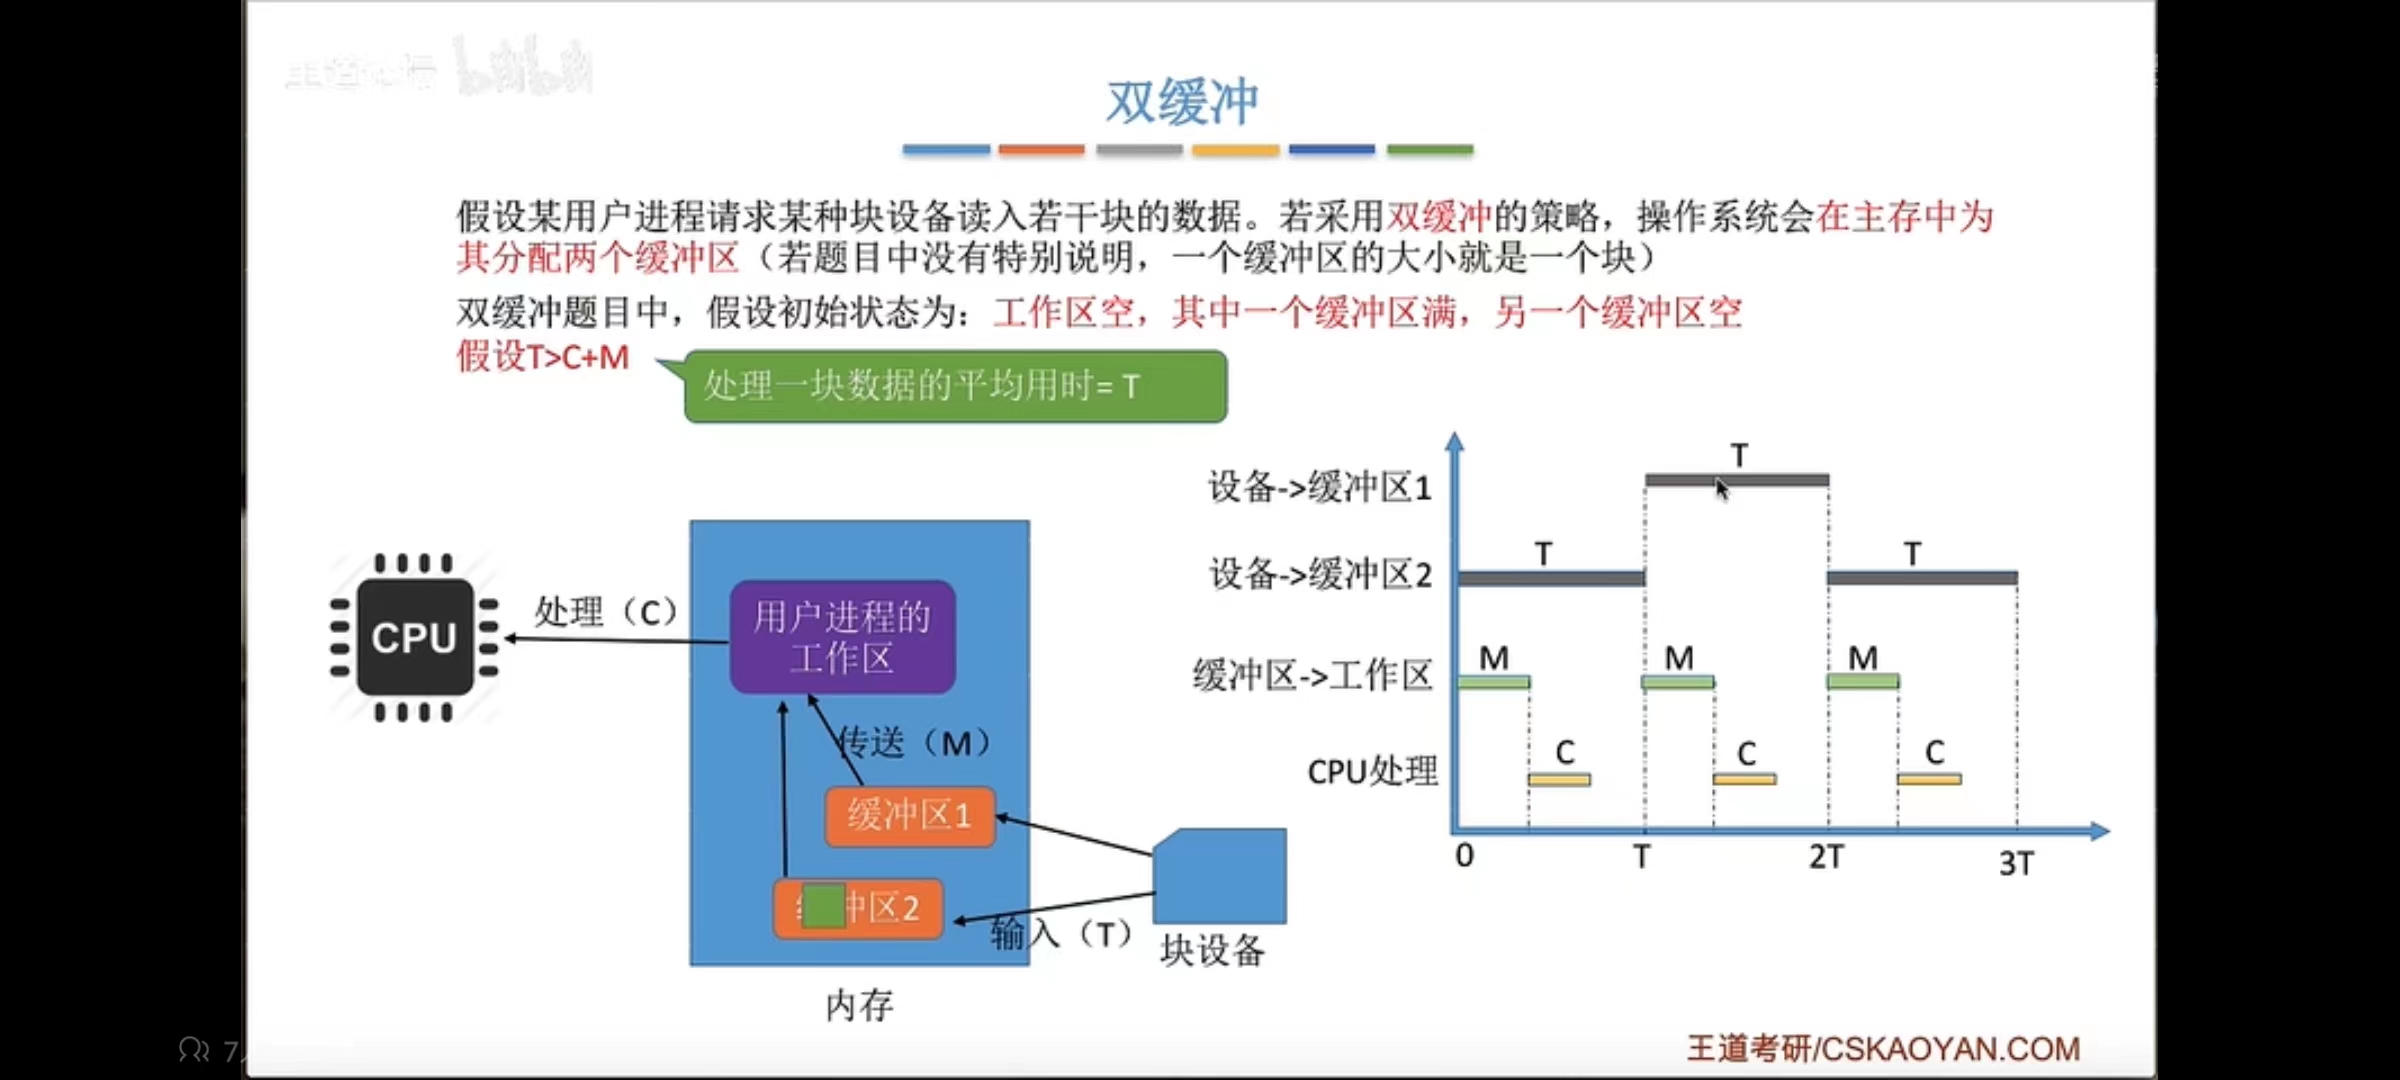 双缓冲
假设某用户进程请求某种块设备读入若干块的数据。若采用双缓冲的策略，操作系统会在主存中为
其分配两个缓冲区（若题目中没有特别说明，一个缓冲区的大小就是一个块）
双缓冲题目中，假设初始状态为：工作区空，其中一个缓冲区满，另一个缓冲区空
假设T>C+M
处理一块数据的平均用时= T
CPU
处理（C）
用户进程的
工作区
传送（M）
缓冲区1
冲区2
输入（T）
块设备
内存
设备->缓冲区1
T
设备->缓冲区2
T
T
缓冲区->工作区
M
M
M
CPU处理
C
C
C
0
T
2T
3T
王道考研/CSKAOYAN.COM